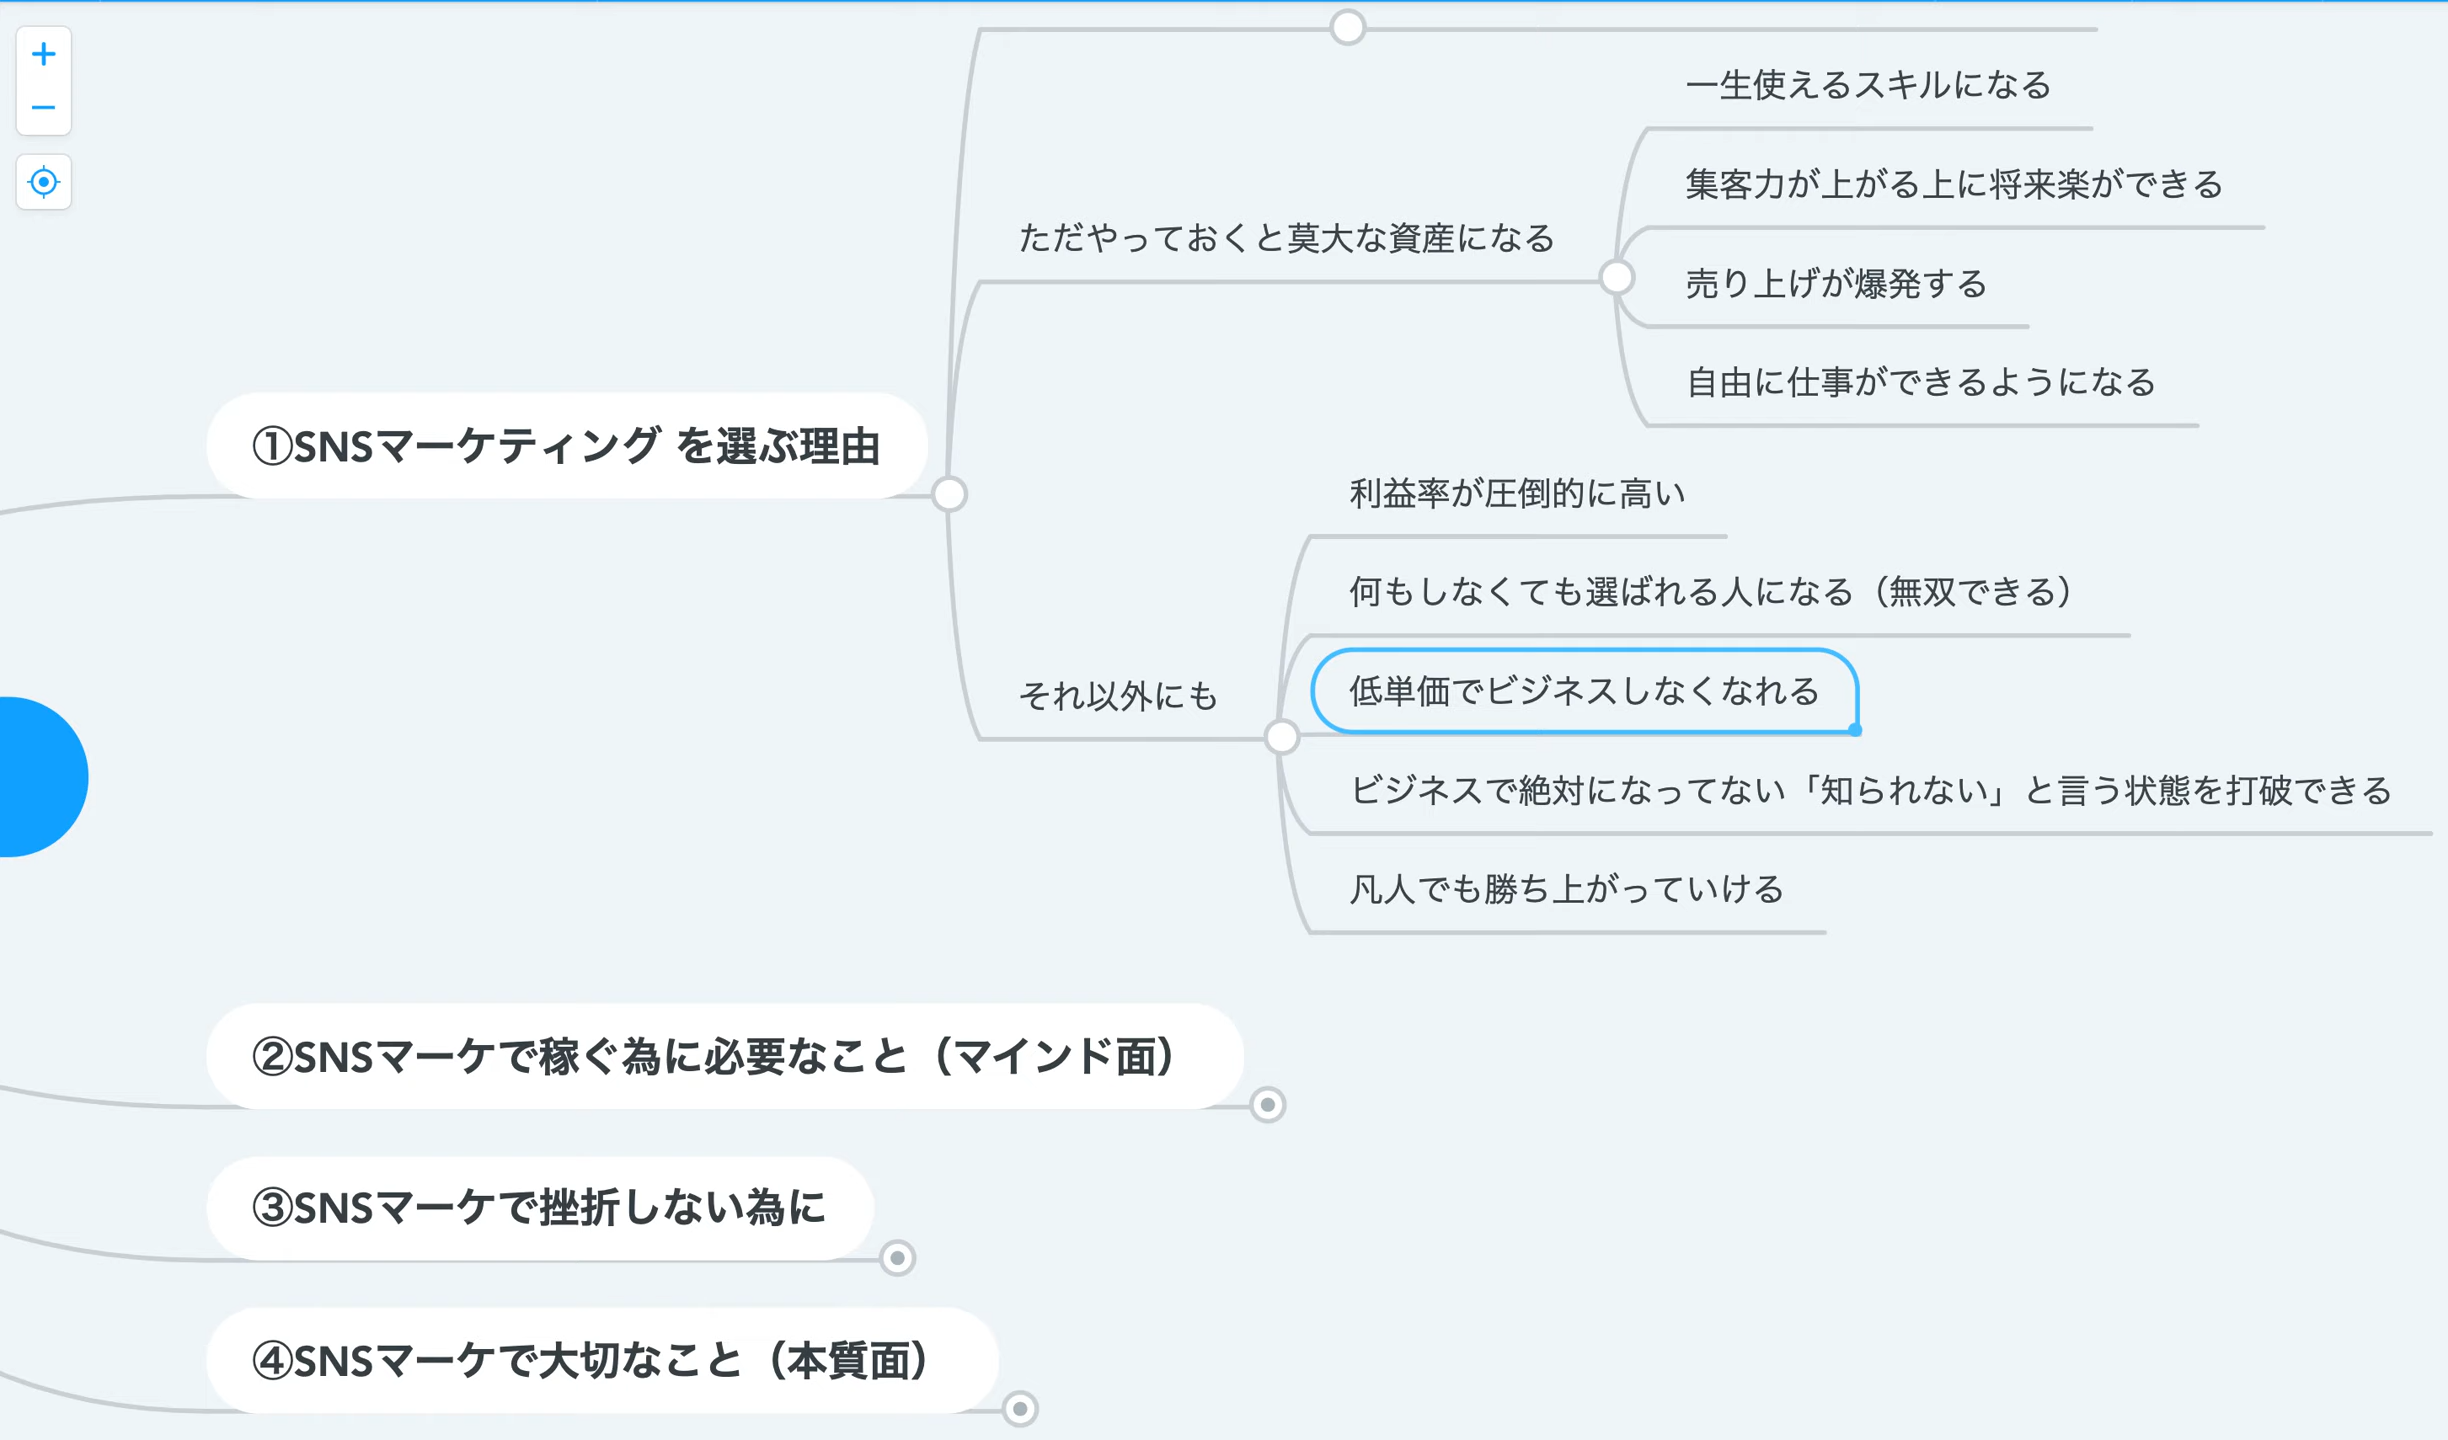 ①SNSマーケティング を選ぶ理由
ただやっておくと莫大な資産になる
一生使えるスキルになる
集客力が上がる上に将来楽ができる
売り上げが爆発する
自由に仕事ができるようになる
それ以外にも
利益率が圧倒的に高い
何もしなくても選ばれる人になる（無双できる）
低単価でビジネスしなくなれる
ビジネスで絶対になってない「知られない」と言う状態を打破できる
凡人でも勝ち上がっていける
②SNSマーケで稼ぐ為に必要なこと（マインド面）
③SNSマーケで挫折しない為に
④SNSマーケで大切なこと（本質面）